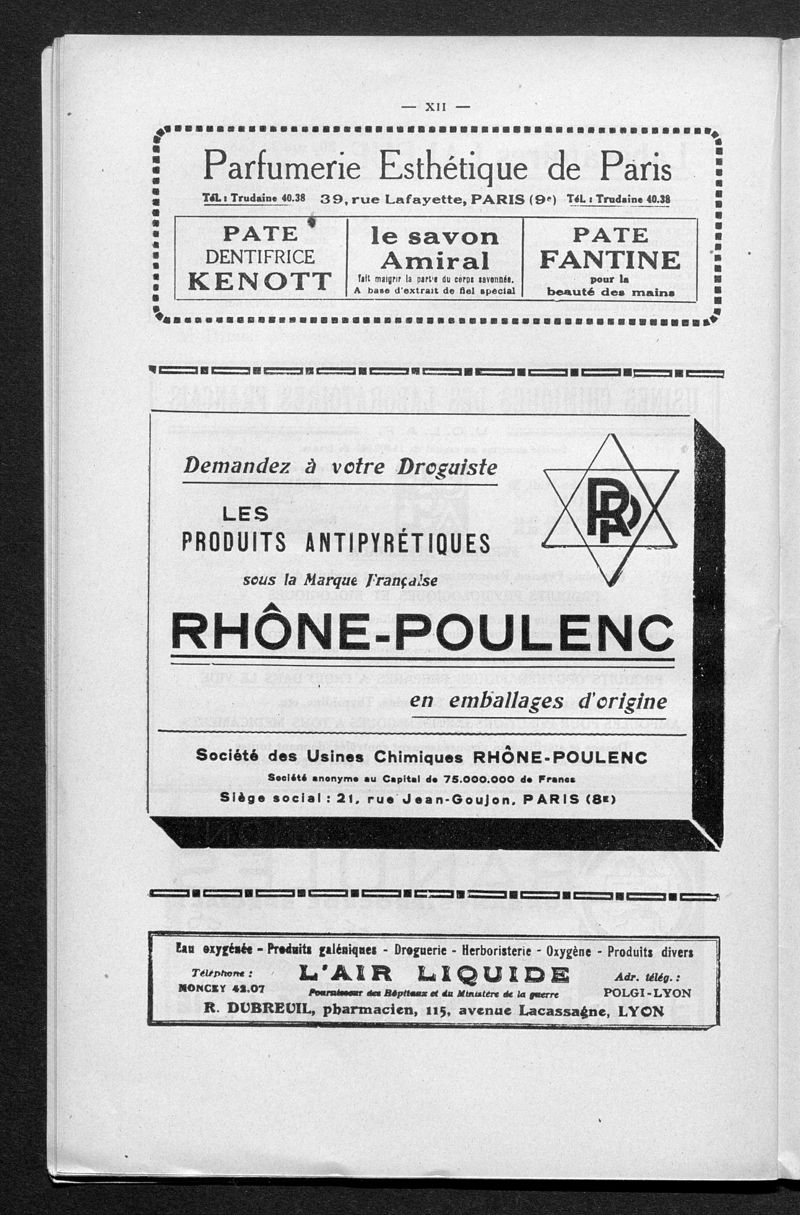 — XII —
Parfumerie Esthétique de Paris
Tél. : Trudaine 40.38 39, rue Lafayette, PARIS (9e) Tél. : Trudaine 40.38
PATE
DENTIFRICE
KENOTT
le savon
Amiral
fait maigrir la partie du corps savonnée.
A base d'extrait de fiel spécial
PATE
FANTINE
pour la
beauté des mains
Demandez à votre Droguiste
LES
PRODUITS ANTIPYRÉTIQUES
sous la Marque Française
RHÔNE-POULENC
en emballages d'origine
Société des Usines Chimiques RHÔNE-POULENC
Société anonyme au Capital de 75.000.000 de Francs
Siège social : 21, rue Jean-Goujon, PARIS (8E)
Eau oxygénée - Produits galéniques - Droguerie - Herboristerie - Oxygène - Produits divers
Téléphone :
MONCEY 42.07
L'AIR LIQUIDE
Fournisseur des Hôpitaux et du Ministère de la guerre
Adr. télég. :
POLGI-LYON
R. DUBREUIL, pharmacien, 115, avenue Lacassagne, LYON